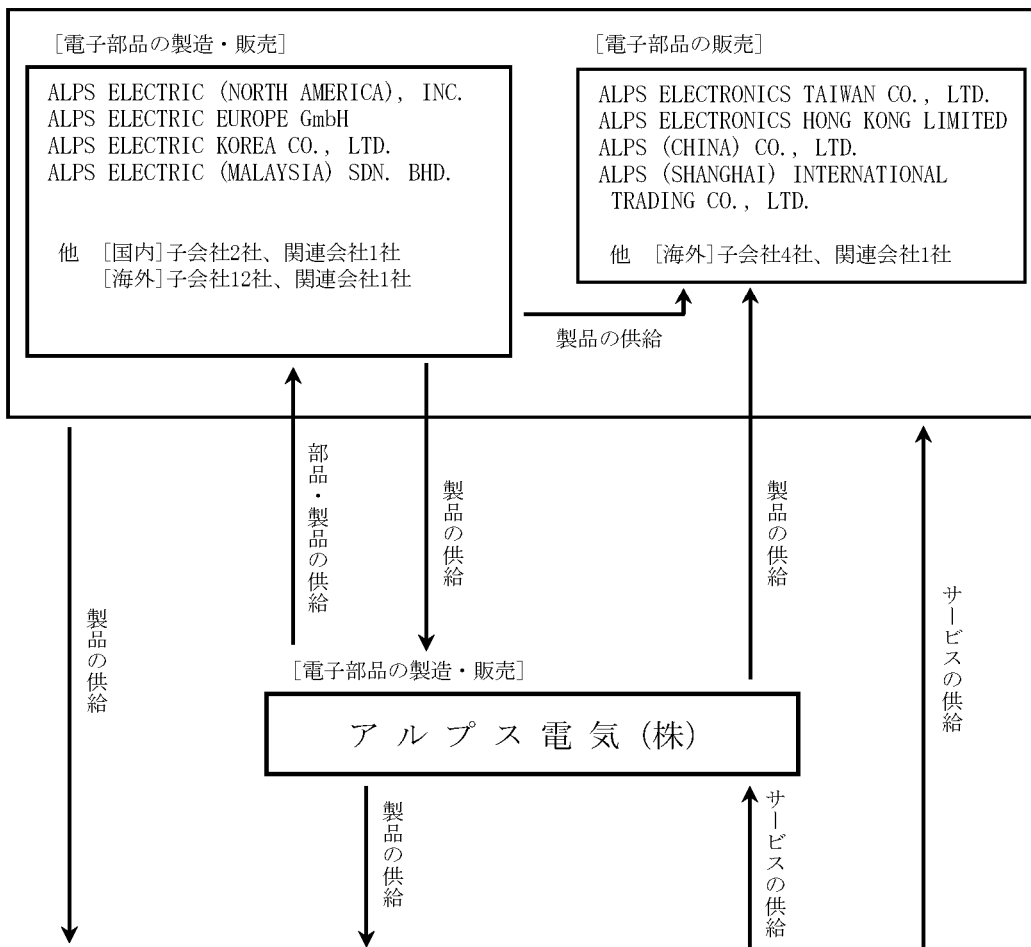 [電子部品の製造・販売]
ALPS ELECTRIC (NORTH AMERICA), INC.
ALPS ELECTRIC EUROPE GmbH
ALPS ELECTRIC KOREA CO., LTD.
ALPS ELECTRIC (MALAYSIA) SDN. BHD.
他 [国内]子会社2社、関連会社1社
[海外]子会社12社、関連会社1社
[電子部品の販売]
ALPS ELECTRONICS TAIWAN CO., LTD.
ALPS ELECTRONICS HONG KONG LIMITED
ALPS (CHINA) CO., LTD.
ALPS (SHANGHAI) INTERNATIONAL
TRADING CO., LTD.
他 [海外]子会社4社、関連会社1社
製品の供給
製品の供給
部品・製品の供給
製品の供給
製品の供給
サービスの供給
[電子部品の製造・販売]
アルプス電気(株)
製品の供給
サービスの供給